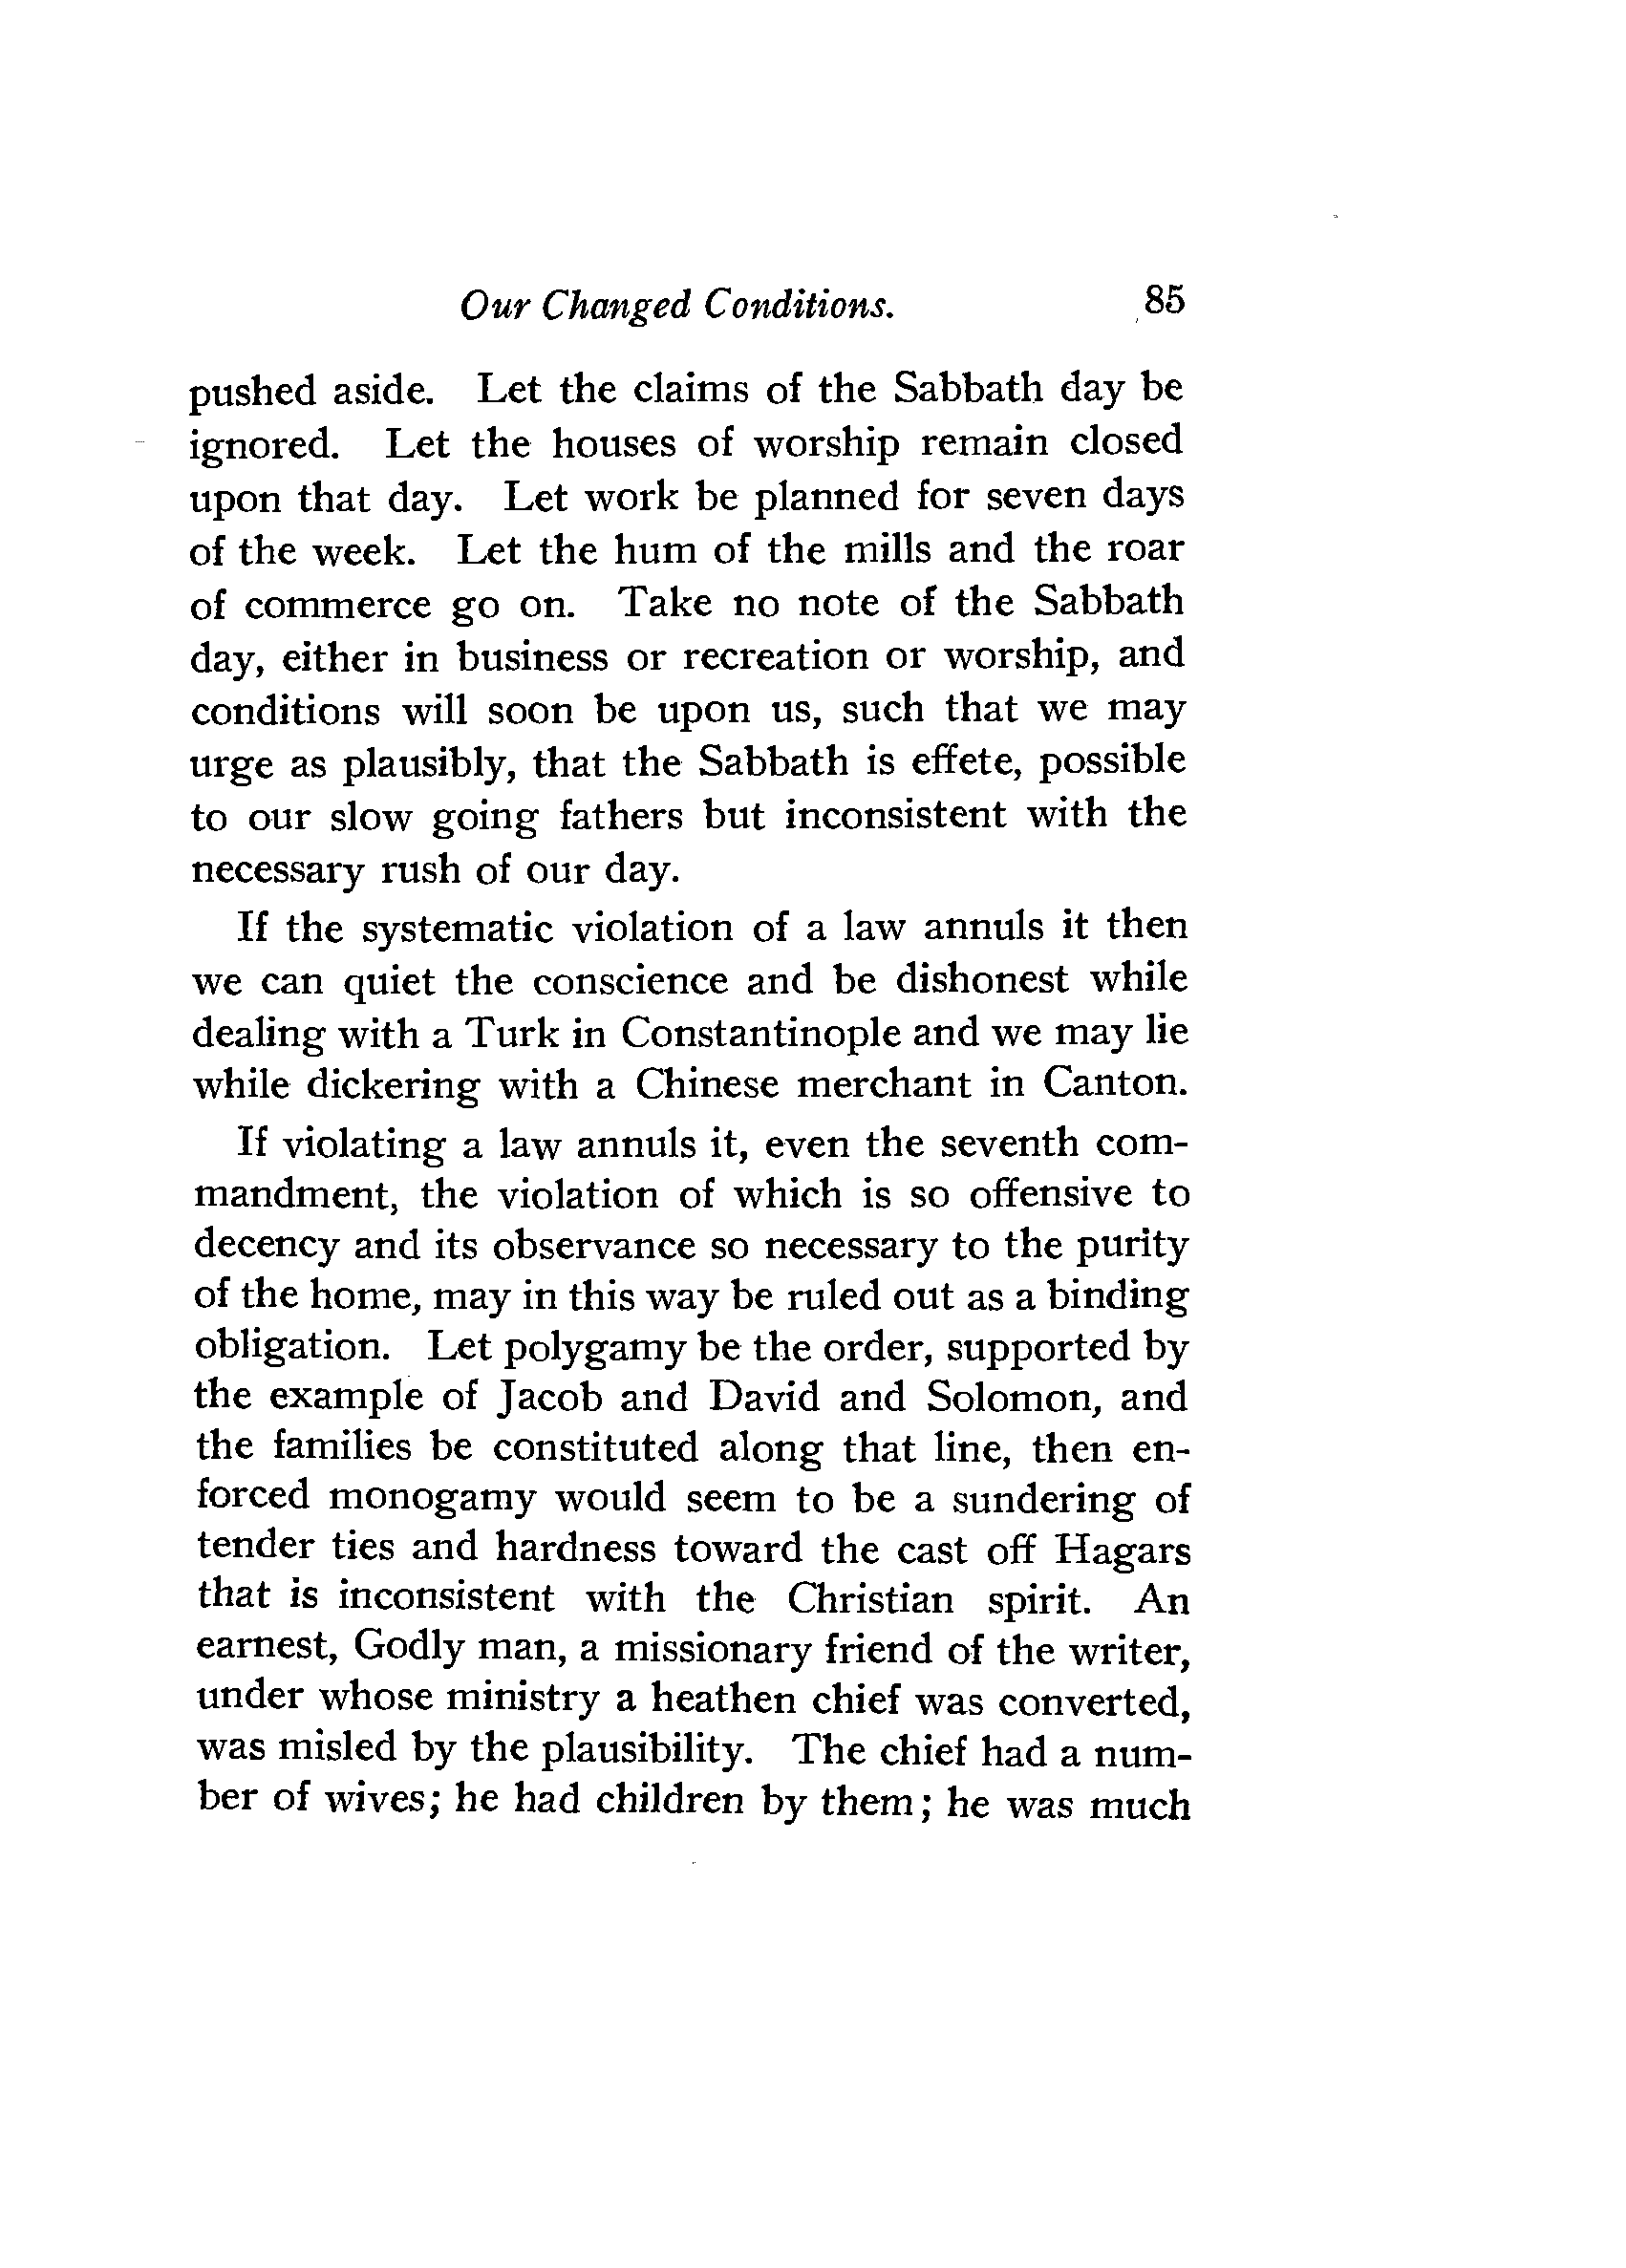 Our Changed Conditions. 85
pushed aside. Let the claims of the Sabbath day be
ignored. Let the houses of worship remain closed
upon that day. Let work be planned for seven days
of the week. Let the hum of the mills and the roar
of commerce go on. Take no note of the Sabbath
day, either in business or recreation or worship, and
conditions will soon be upon us, such that we may
urge as plausibly, that the Sabbath is effete, possible
to our slow going fathers but inconsistent with the
necessary rush of our day.
If the systematic violation of a law annuls it then
we can quiet the conscience and be dishonest while
dealing with a Turk in Constantinople and we may lie
while dickering with a Chinese merchant in Canton.
If violating a law annuls it, even the seventh com-
mandment, the violation of which is so offensive to
decency and its observance so necessary to the purity
of the home, may in this way be ruled out as a binding
obligation. Let polygamy be the order, supported by
the example of Jacob and David and Solomon, and
the families be constituted along that line, then en-
forced monogamy would seem to be a sundering of
tender ties and hardness toward the cast off Hagars
that is inconsistent with the Christian spirit. An
earnest, Godly man, a missionary friend of the writer,
under whose ministry a heathen chief was converted,
was misled by the plausibility. The chief had a num-
ber of wives; he had children by them; he was much